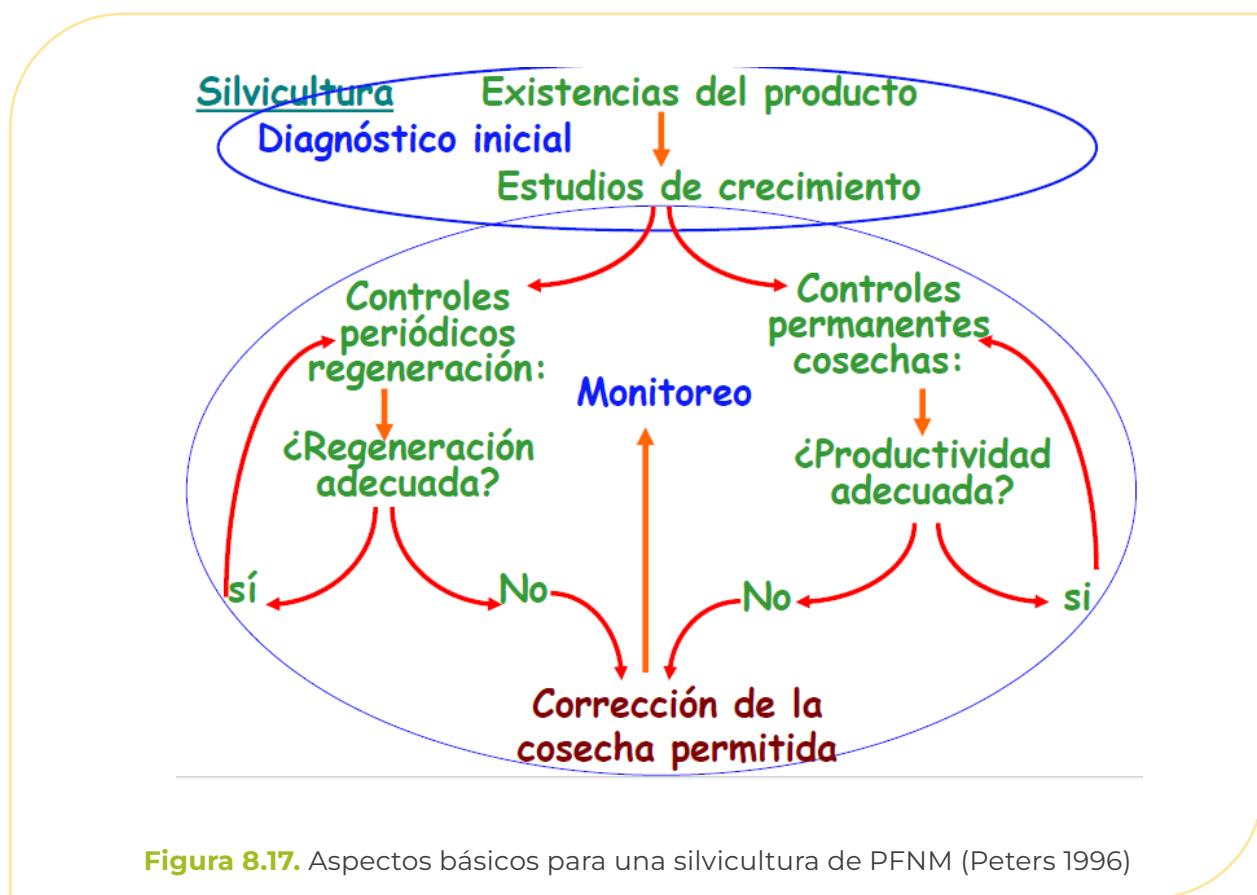 Silvicultura
Existencias del producto
Diagnóstico inicial
Estudios de crecimiento
Controles
periódicos
regeneración:
Controles
permanentes
cosechas:
Monitoreo
¿Regeneración
adecuada?
¿Productividad
adecuada?
sí
No
No
si
Corrección de la
cosecha permitida
Figura 8.17. Aspectos básicos para una silvicultura de PFNM (Peters 1996)